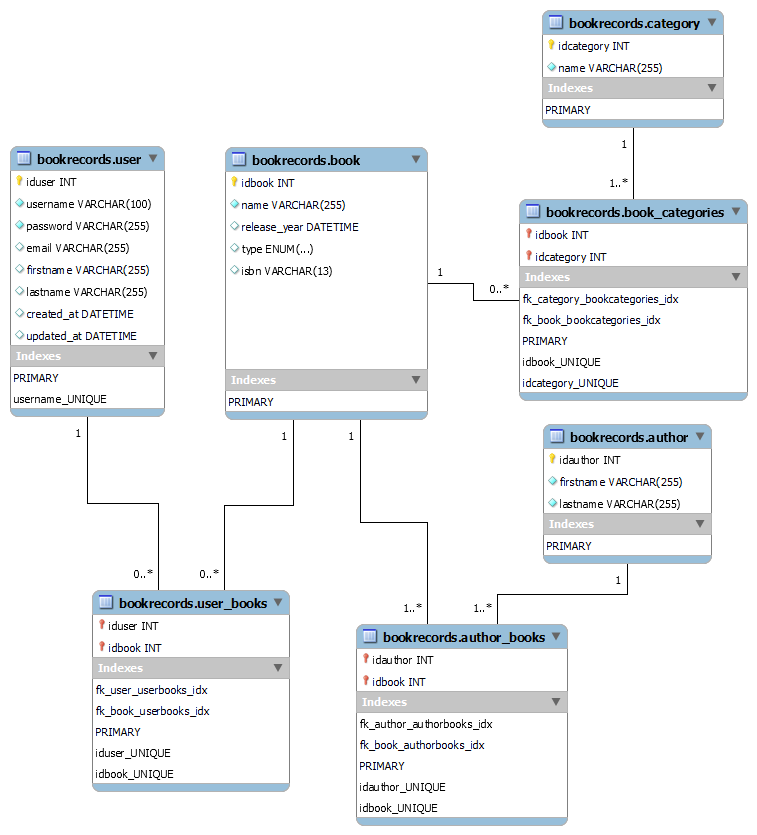 bookrecords.category
idcategory INT
name VARCHAR(255)
Indexes
PRIMARY
1
1..*
bookrecords.user
iduser INT
username VARCHAR(100)
password VARCHAR(255)
email VARCHAR(255)
firstname VARCHAR(255)
lastname VARCHAR(255)
created_at DATETIME
updated_at DATETIME
Indexes
PRIMARY
username_UNIQUE
bookrecords.book
idbook INT
name VARCHAR(255)
release_year DATETIME
type ENUM(...)
isbn VARCHAR(13)
Indexes
PRIMARY
1
0..*
bookrecords.book_categories
idbook INT
idcategory INT
Indexes
fk_category_bookcategories_idx
fk_book_bookcategories_idx
PRIMARY
idbook_UNIQUE
idcategory_UNIQUE
bookrecords.author
idauthor INT
firstname VARCHAR(255)
lastname VARCHAR(255)
Indexes
PRIMARY
1
1
1
1
0..*
0..*
1..*
1..*
bookrecords.user_books
iduser INT
idbook INT
Indexes
fk_user_userbooks_idx
fk_book_userbooks_idx
PRIMARY
iduser_UNIQUE
idbook_UNIQUE
bookrecords.author_books
idauthor INT
idbook INT
Indexes
fk_author_authorbooks_idx
fk_book_authorbooks_idx
PRIMARY
idauthor_UNIQUE
idbook_UNIQUE